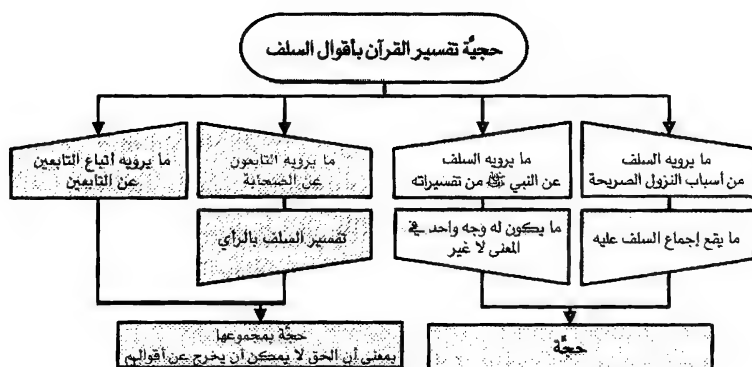 حجيَّة تفسير القرآن بأقوال السلف
ما يرويه السلف
من أسباب النزول الصريحة
ما يرويه السلف
عن النبي ﷺ من تفسيراته
ما يرويه التابعون
عن الصحابة
ما يرويه أتباع التابعين
عن التابعين
ما يقع إجماع السلف عليه
ما يكون له وجه واحد في
المعنى لا غير
تفسير السلف بالرأي
حجَّة
حجَّة بمجموعها
بمعنى أن الحق لا يمكن أن يخرج عن أقوالهم